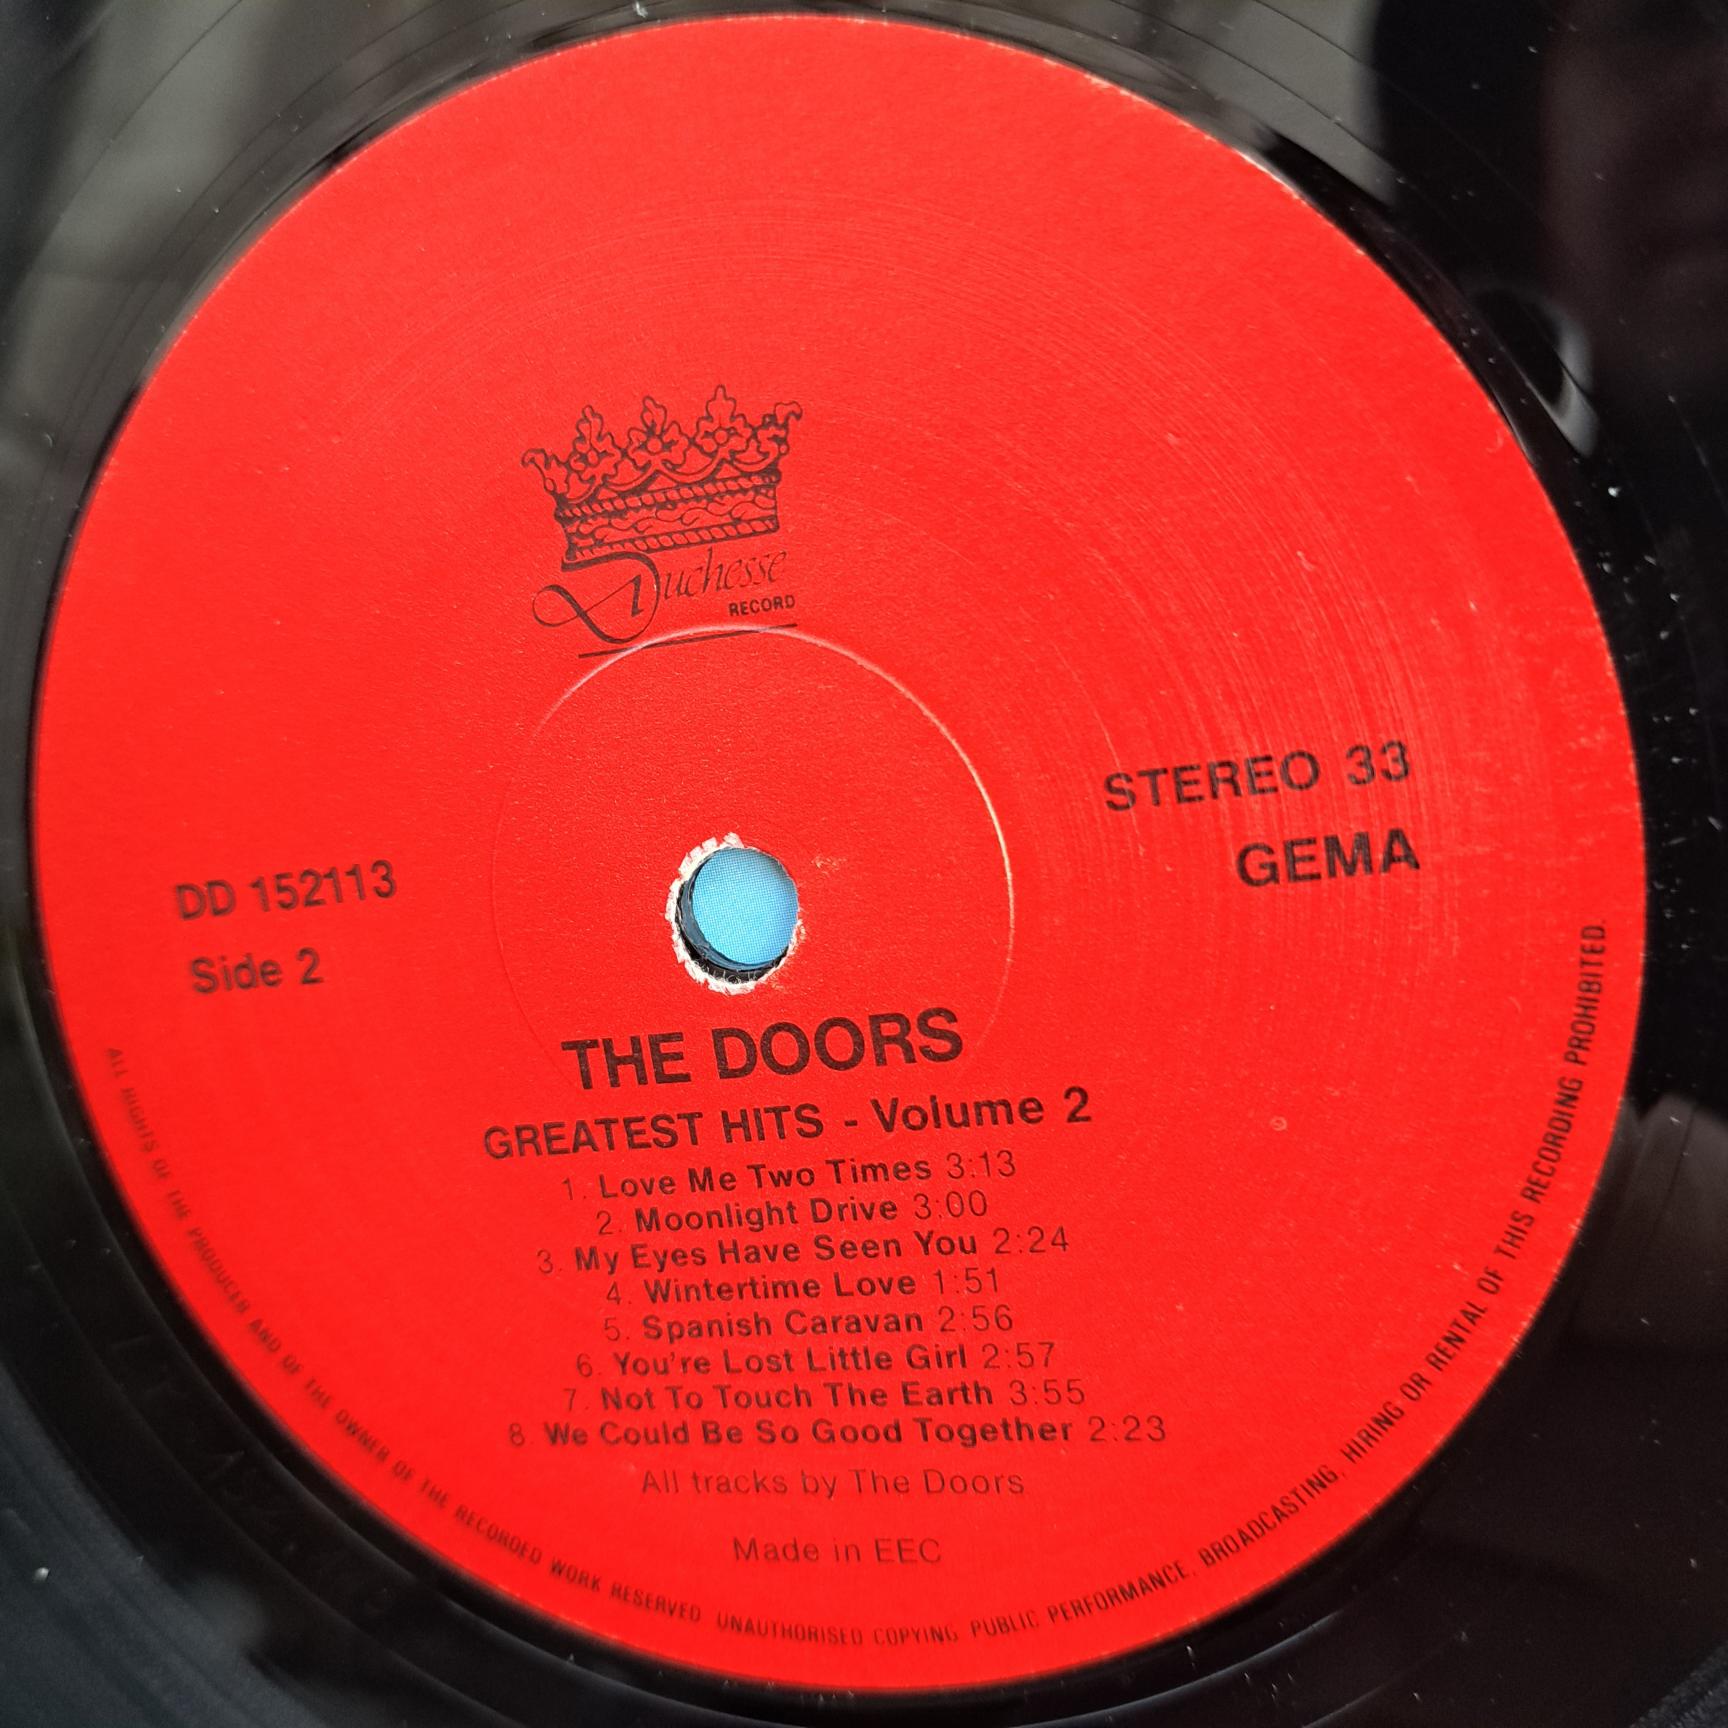 Duchesse
RECORD
STEREO 33
GEMA
DD 152113
Side 2
THE DOORS
GREATEST HITS - Volume 2
1. Love Me Two Times 3:13
2. Moonlight Drive 3:00
3. My Eyes Have Seen You 2:24
4. Wintertime Love 1:51
5. Spanish Caravan 2:56
6. You're Lost Little Girl 2:57
7. Not To Touch The Earth 3:55
8. We Could Be So Good Together 2:23
All tracks by The Doors
Made in EEC
ALL RIGHTS OF THE PRODUCER AND OF THE OWNER OF THE RECORDED WORK RESERVED UNAUTHORISED COPYING PUBLIC PERFORMANCE, BROADCASTING, HIRING OR RENTAL OF THIS RECORDING PROHIBITED.